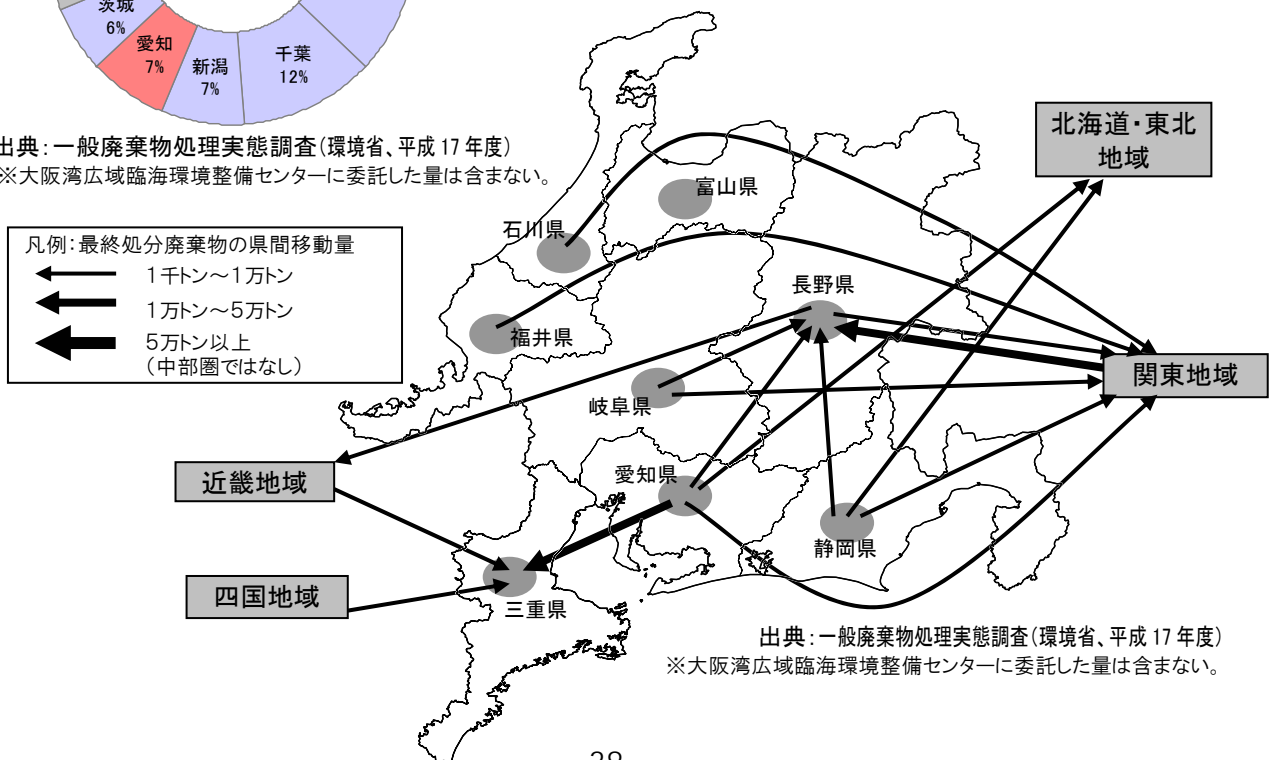 茨城
6%
愛知
7%
新潟
7%
千葉
12%
出典：一般廃棄物処理実態調査（環境省、平成17年度）
※大阪湾広域臨海環境整備センターに委託した量は含まない。
凡例：最終処分廃棄物の県間移動量
1千トン～1万トン
1万トン～5万トン
5万トン以上
（中部圏ではなし）
北海道・東北
地域
富山県
石川県
長野県
福井県
関東地域
岐阜県
愛知県
近畿地域
静岡県
四国地域
三重県
出典：一般廃棄物処理実態調査（環境省、平成17年度）
※大阪湾広域臨海環境整備センターに委託した量は含まない。